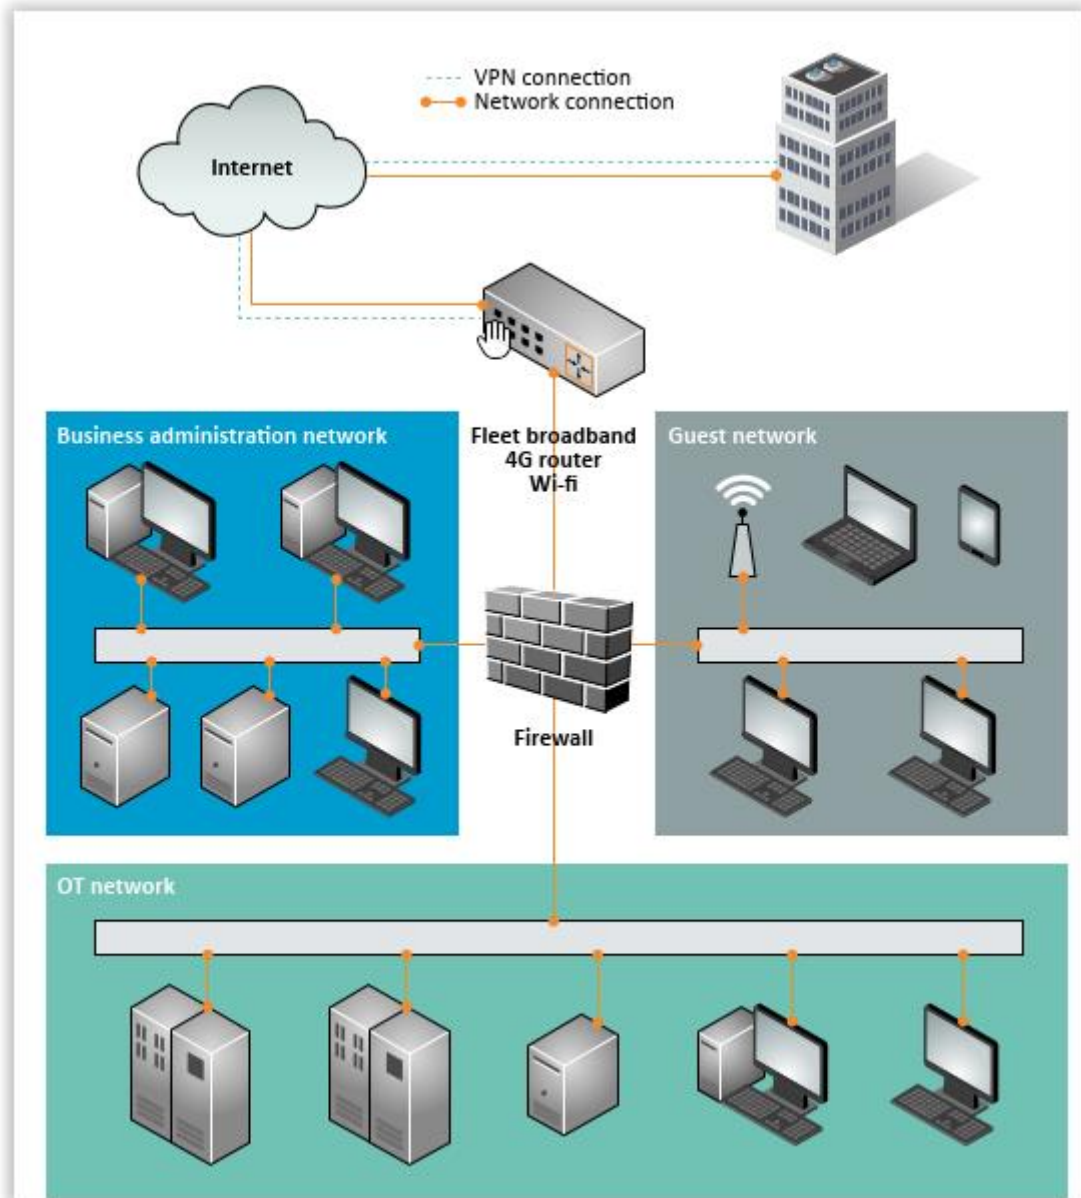 VPN connection
Network connection
Internet
Business administration network
Fleet broadband
4G router
Wi-fi
Guest network
Firewall
OT network